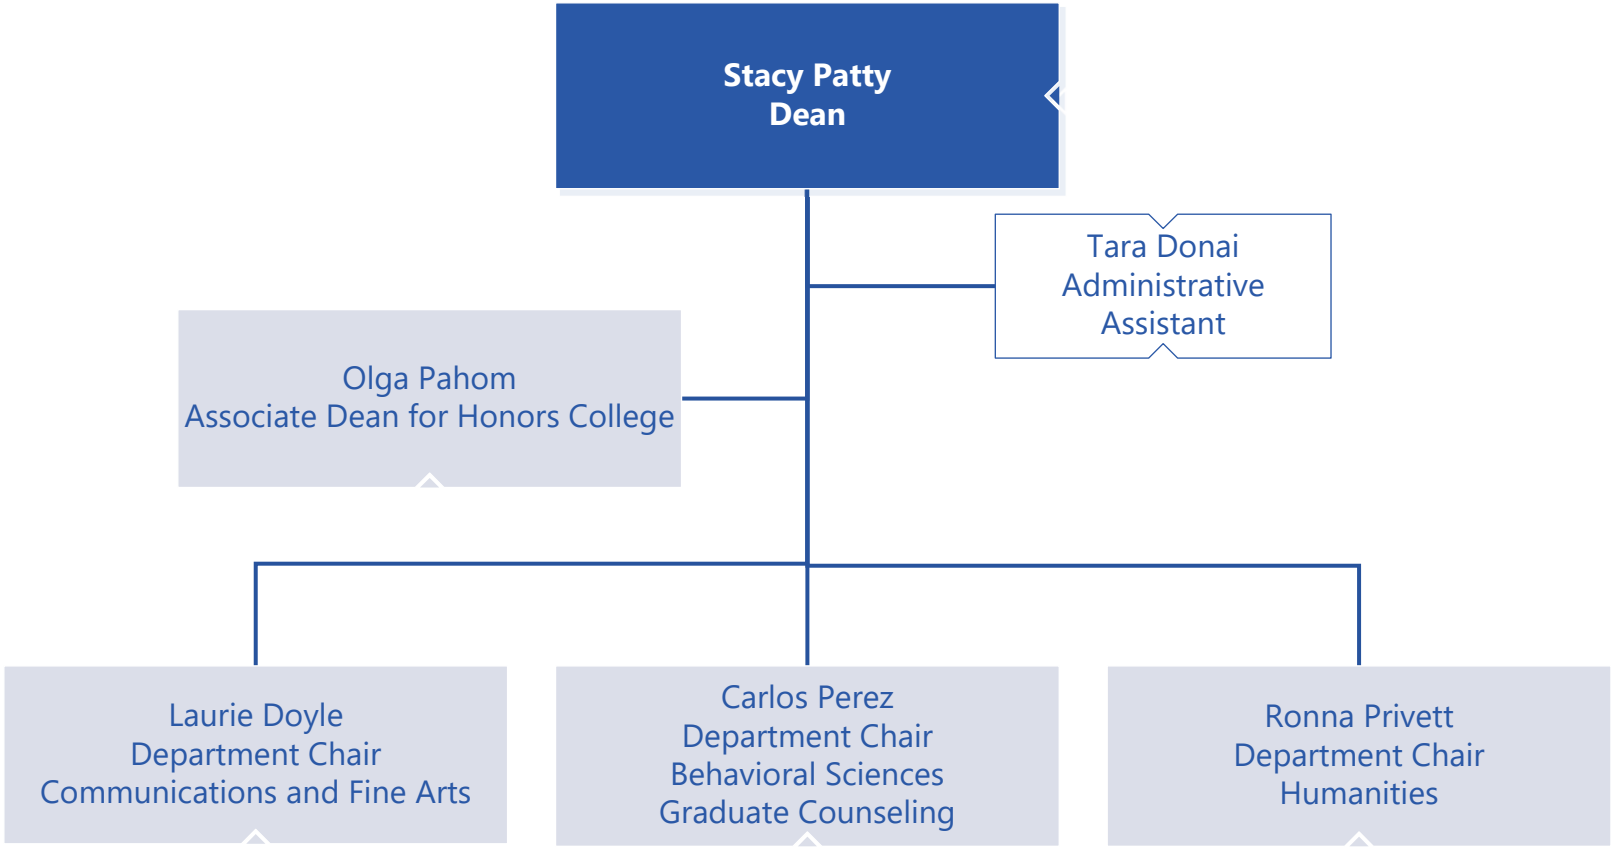 Stacy Patty
Dean
Tara Donai
Administrative
Assistant
Olga Pahom
Associate Dean for Honors College
Laurie Doyle
Department Chair
Communications and Fine Arts
Carlos Perez
Department Chair
Behavioral Sciences
Graduate Counseling
Ronna Privett
Department Chair
Humanities